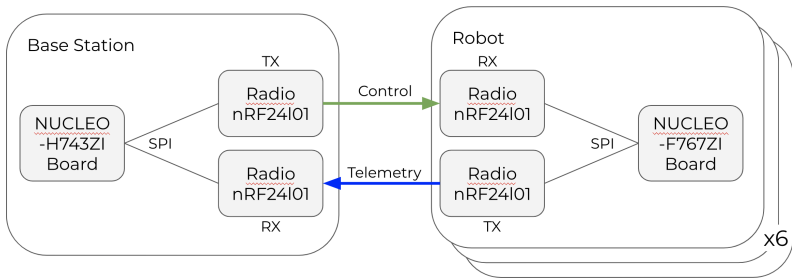 Base Station
NUCLEO
-H743ZI
Board
SPI
TX
Radio
nRF24l01
Radio
nRF24l01
RX
Control
Telemetry
Robot
RX
Radio
nRF24l01
Radio
nRF24l01
TX
SPI
NUCLEO
-F767ZI
Board
x6